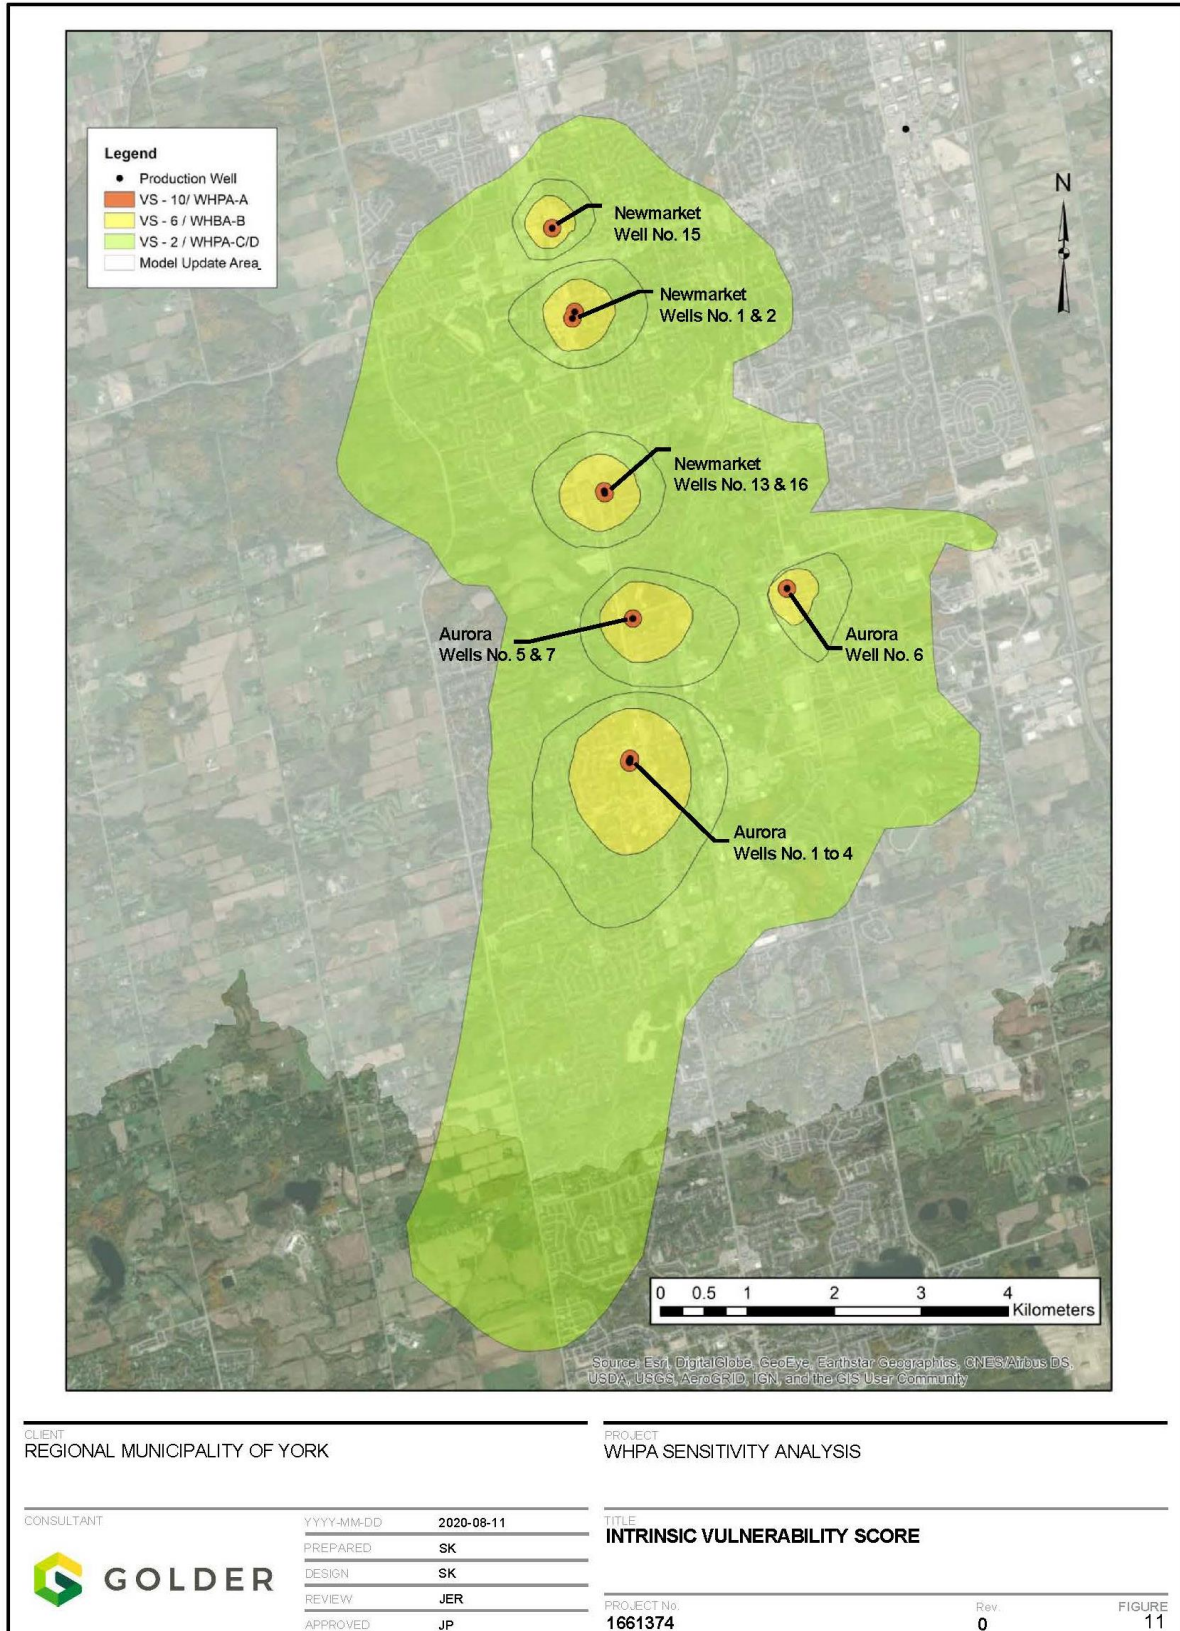 Legend
Production Well
VS - 10/ WHPA-A
VS - 6 / WHBA-B
VS - 2 / WHPA-C/D
Model Update Area_
N
Newmarket
Well No. 15
Newmarket
Wells No. 1 & 2
Newmarket
Wells No. 13 & 16
Aurora
Wells No. 5 & 7
Aurora
Well No. 6
Aurora
Wells No. 1 to 4
0 0.5 1 2 3 4
Kilometers
Source: Esri, DigitalGlobe, GeoEye, Earthstar Geographics, CNES/Airbus DS,
USDA, USGS, AeroGRID, IGN, and the GIS User Community
CLIENT
REGIONAL MUNICIPALITY OF YORK
PROJECT
WHPA SENSITIVITY ANALYSIS
CONSULTANT
GOLDER
YYYY-MM-DD 2020-08-11
PREPARED SK
DESIGN SK
REVIEW JER
APPROVED JP
TITLE
INTRINSIC VULNERABILITY SCORE
PROJECT No. Rev. FIGURE
1661374 0 11